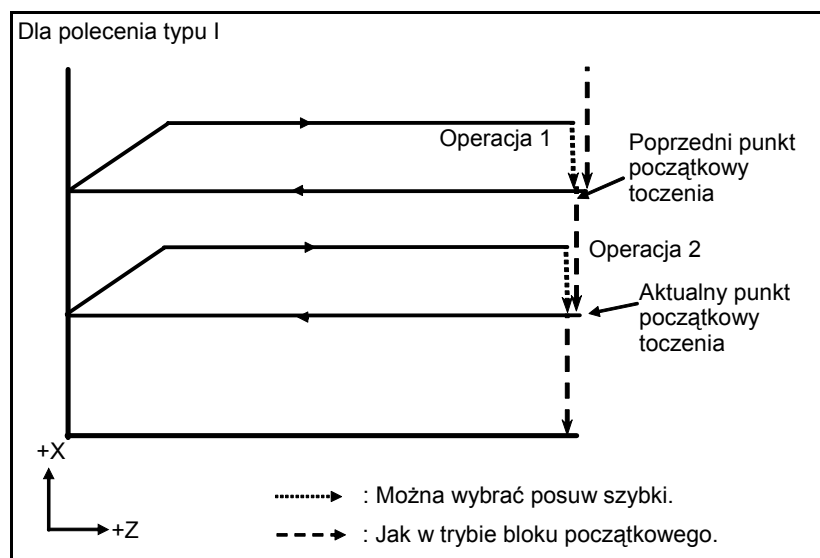 Dla polecenia typu I
Operacja 1
Poprzedni punkt
początkowy
toczenia
Operacja 2
Aktualny punkt
początkowy
toczenia
+X
+Z
: Można wybrać posuw szybki.
: Jak w trybie bloku początkowego.